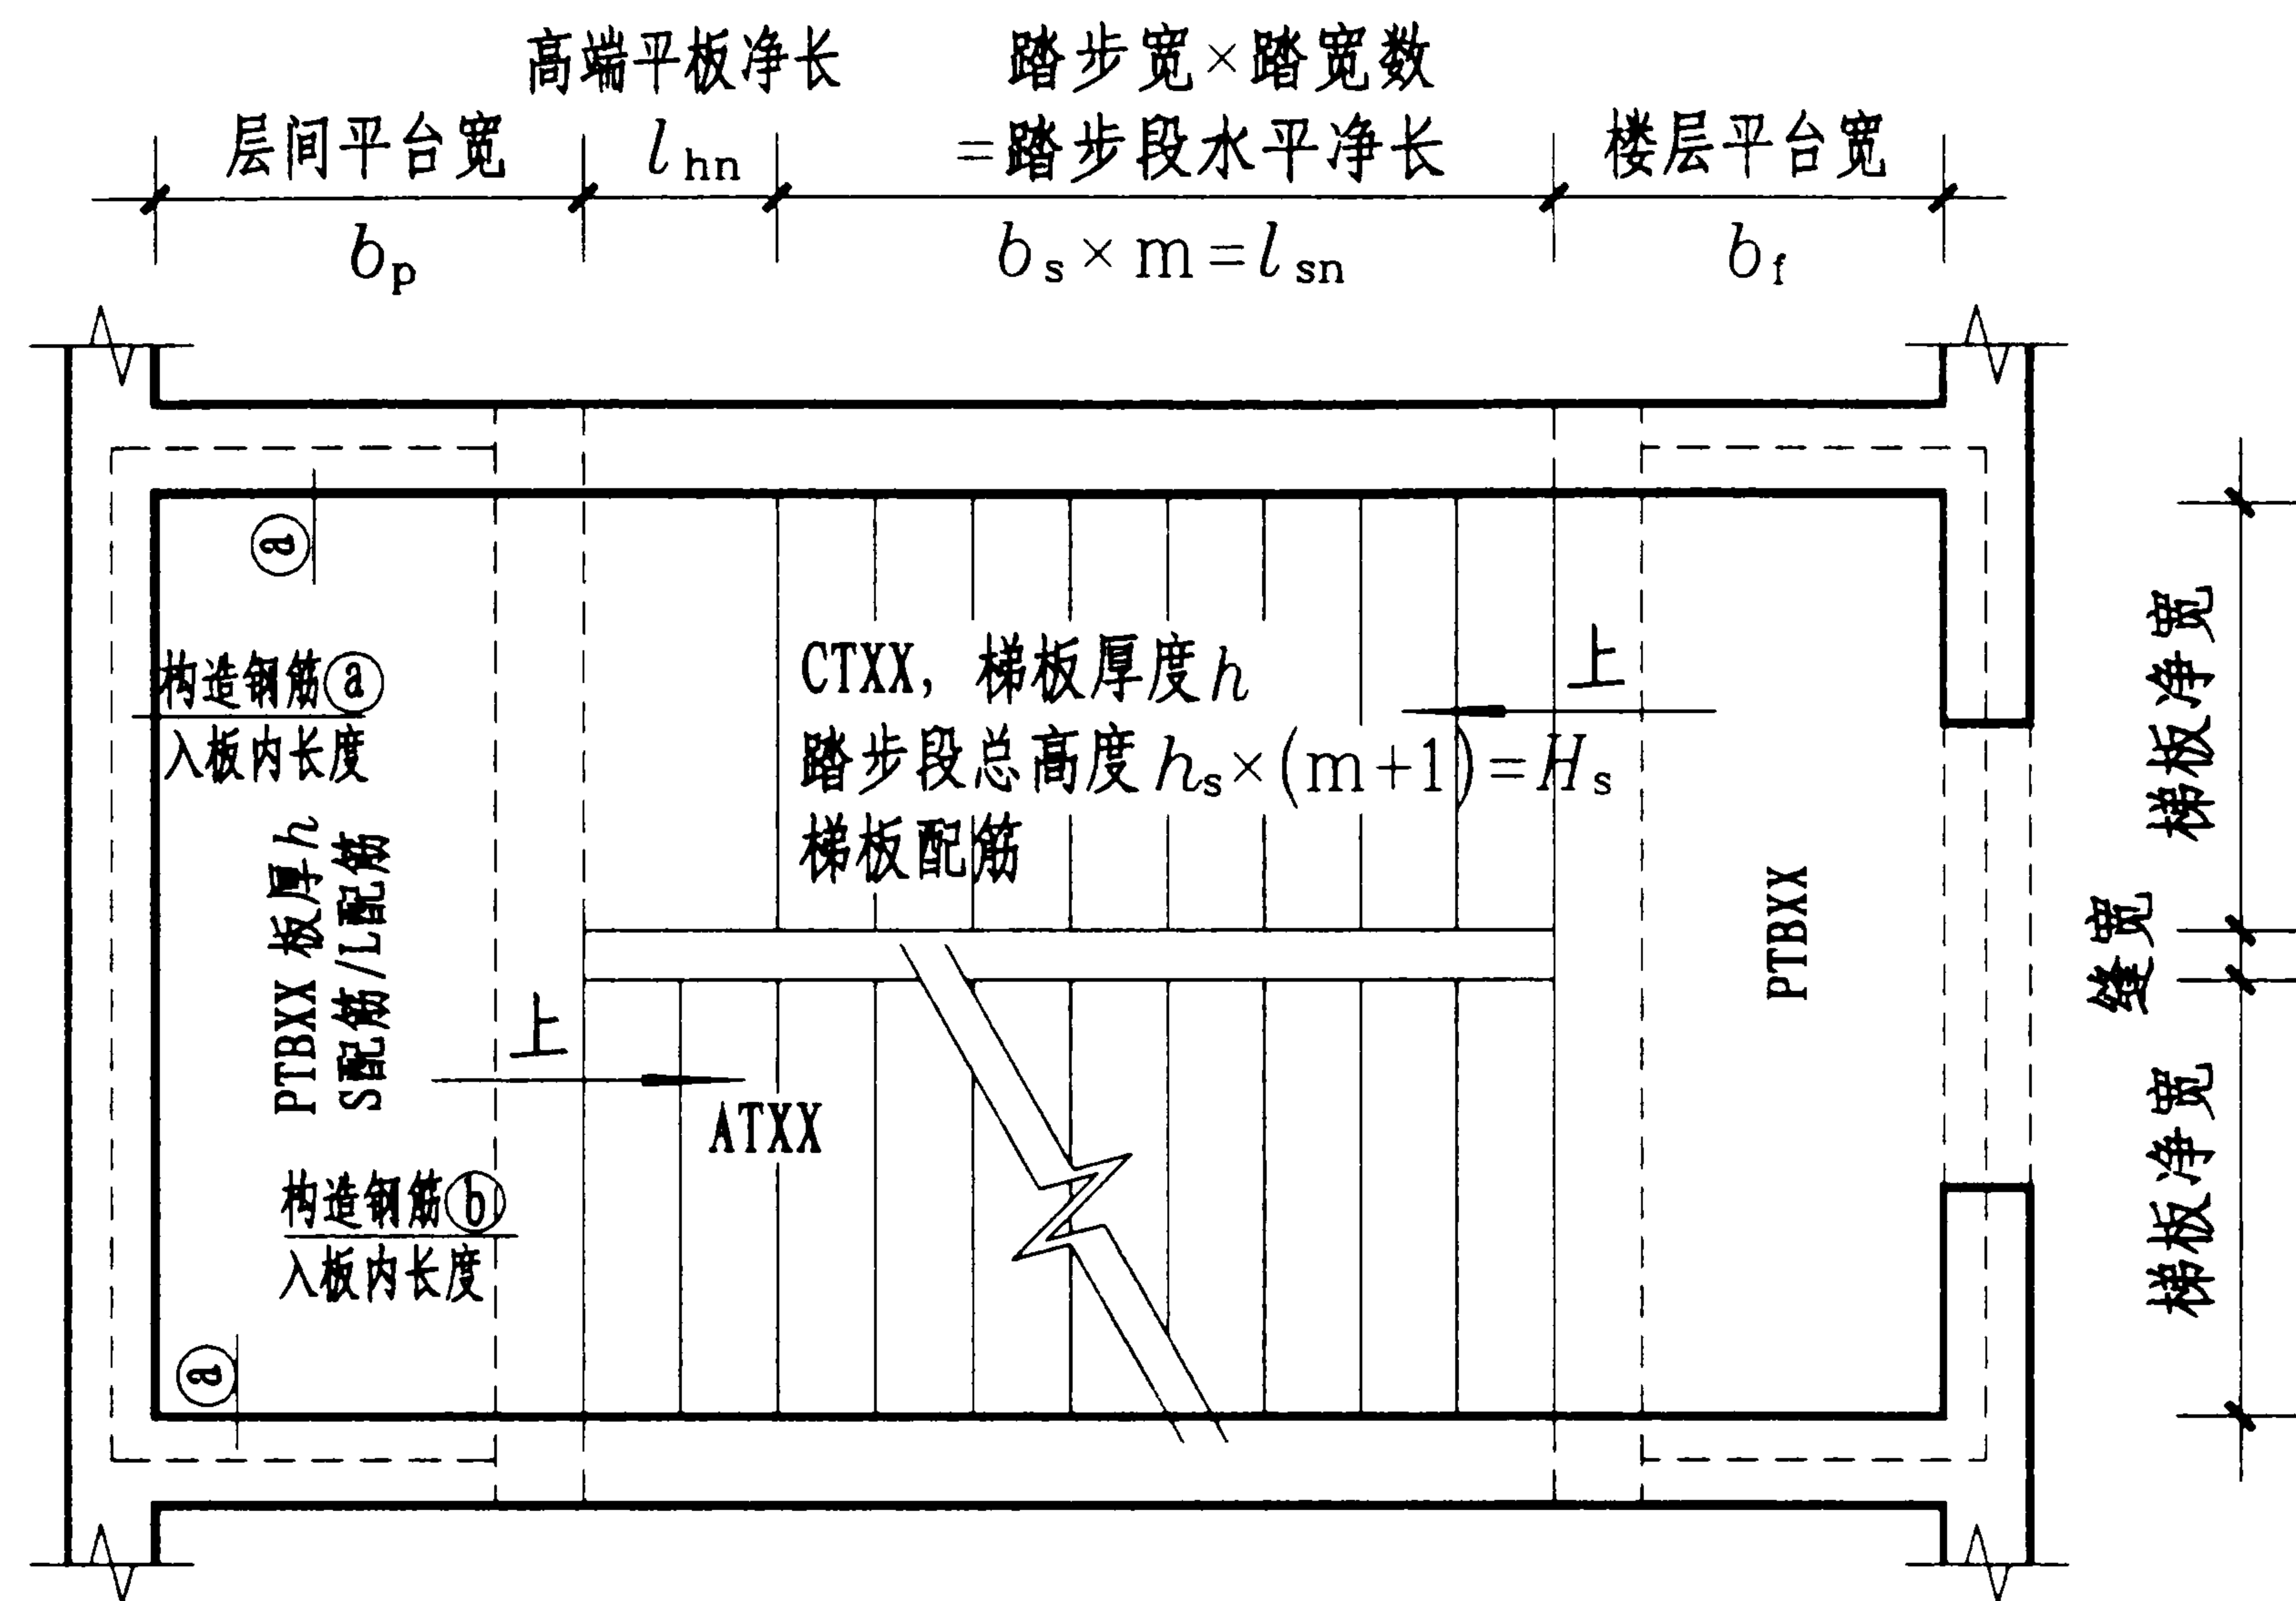 高端平板净长
踏步宽×踏宽数
层间平台宽
l hn
=踏步段水平净长
楼层平台宽
bp
bs×m=lsn
bf
ⓐ
构造钢筋ⓐ
入板内长度
CTXX, 梯板厚度h
踏步段总高度hs×(m+1)=Hs
梯板配筋
上
梯板净宽
PTBXX 板厚h
S配筋/L配筋
PTBXX
缝宽
上
ATXX
梯板净宽
构造钢筋ⓑ
入板内长度
ⓐ